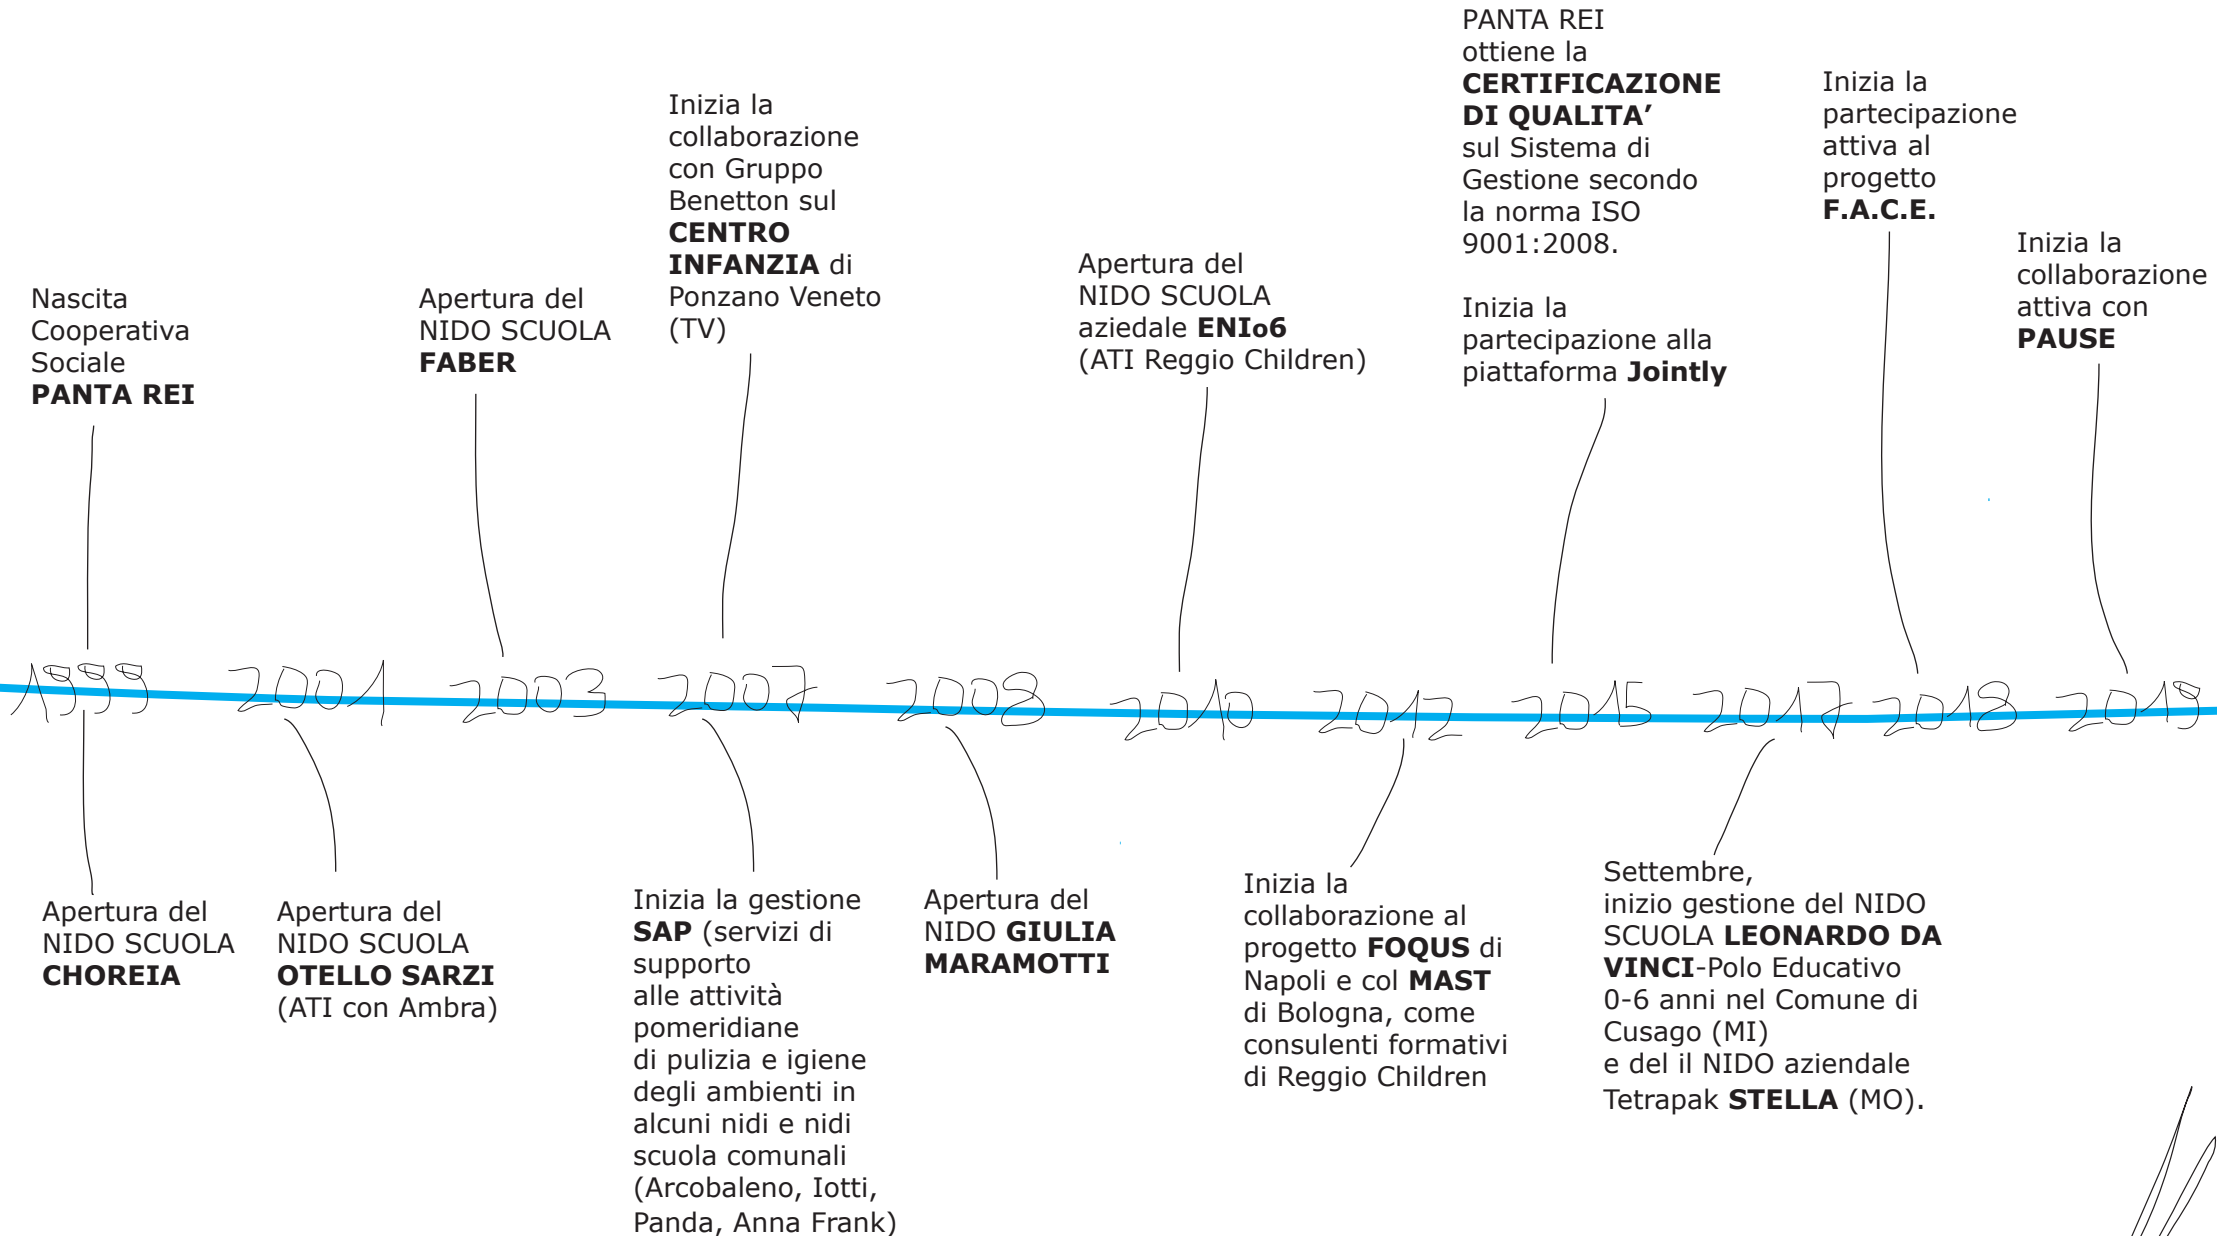 Nascita
Cooperativa
Sociale
PANTA REI
Apertura del
NIDO SCUOLA
FABER
Inizia la
collaborazione
con Gruppo
Benetton sul
CENTRO
INFANZIA di
Ponzano Veneto
(TV)
Apertura del
NIDO SCUOLA
aziedale ENIo6
(ATI Reggio Children)
PANTA REI
ottiene la
CERTIFICAZIONE
DI QUALITA’
sul Sistema di
Gestione secondo
la norma ISO
9001:2008.
Inizia la
partecipazione alla
piattaforma Jointly
Inizia la
partecipazione
attiva al
progetto
F.A.C.E.
Inizia la
collaborazione
attiva con
PAUSE
1999 2001 2003 2007 2008 2010 2012 2015 2017 2018 2019
Apertura del
NIDO SCUOLA
CHOREIA
Apertura del
NIDO SCUOLA
OTELLO SARZI
(ATI con Ambra)
Inizia la gestione
SAP (servizi di
supporto
alle attività
pomeridiane
di pulizia e igiene
degli ambienti in
alcuni nidi e nidi
scuola comunali
(Arcobaleno, Iotti,
Panda, Anna Frank)
Apertura del
NIDO GIULIA
MARAMOTTI
Inizia la
collaborazione al
progetto FOQUS di
Napoli e col MAST
di Bologna, come
consulenti formativi
di Reggio Children
Settembre,
inizio gestione del NIDO
SCUOLA LEONARDO DA
VINCI-Polo Educativo
0-6 anni nel Comune di
Cusago (MI)
e del il NIDO aziendale
Tetrapak STELLA (MO).